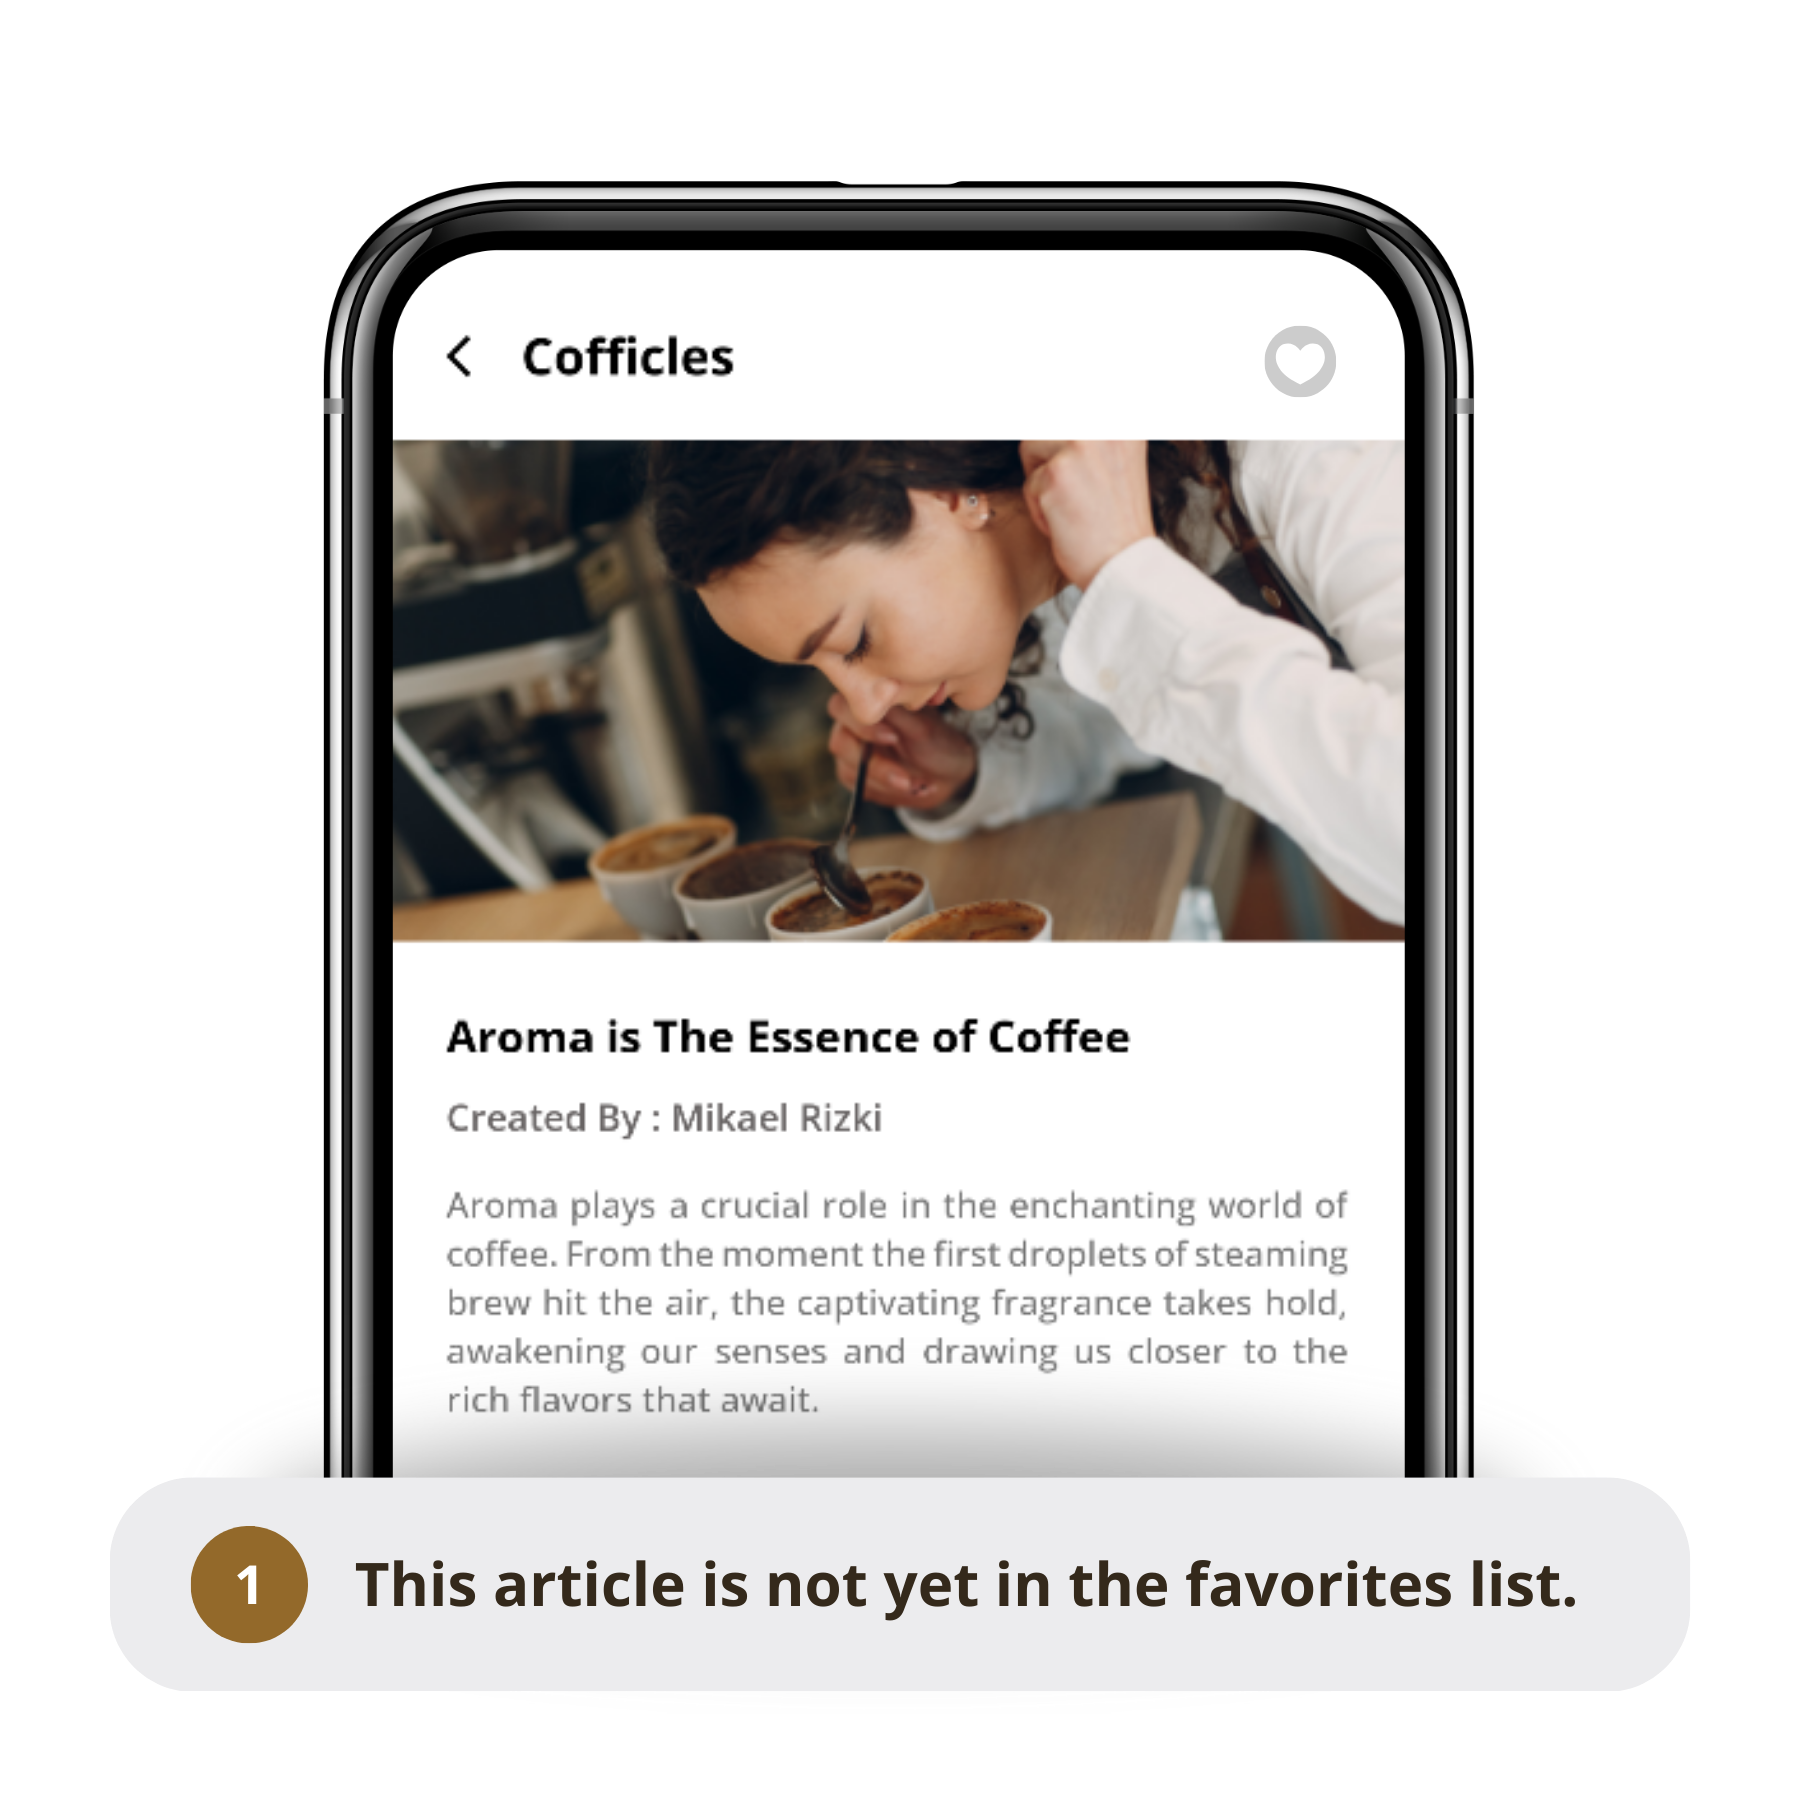 Cofficles
Aroma is The Essence of Coffee
Created By : Mikael Rizki
Aroma plays a crucial role in the enchanting world of
coffee. From the moment the first droplets of steaming
brew hit the air, the captivating fragrance takes hold,
awakening our senses and drawing us closer to the
rich flavors that await.
1 This article is not yet in the favorites list.